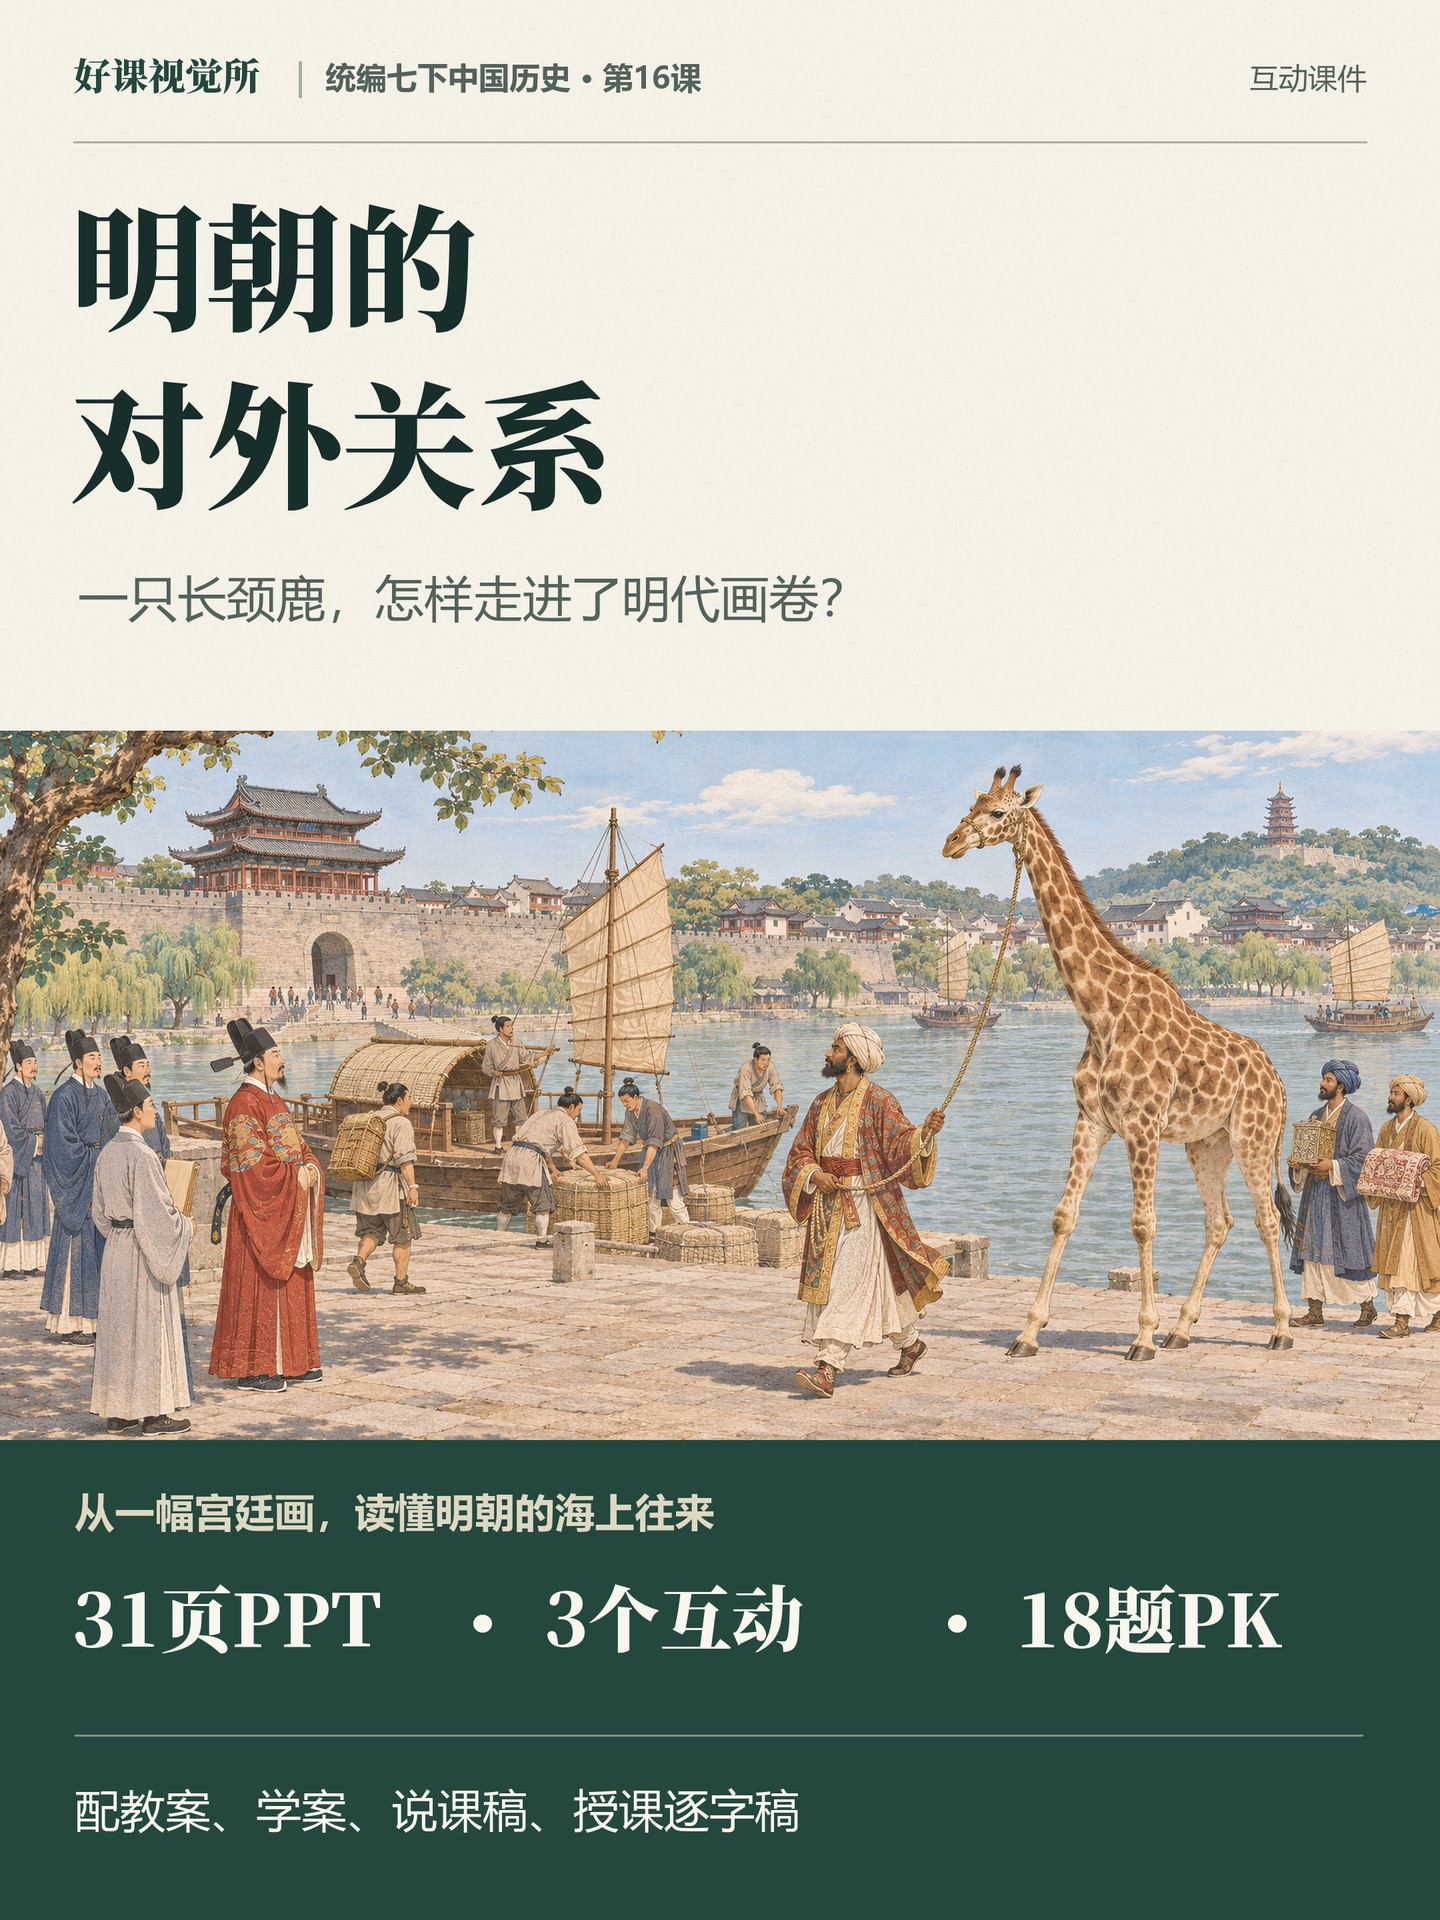 好课视觉所 | 统编七下中国历史·第16课
互动课件
明朝的
对外关系
一只长颈鹿，怎样走进了明代画卷？
从一幅宫廷画，读懂明朝的海上往来
31页PPT · 3个互动 · 18题PK
配教案、学案、说课稿、授课逐字稿